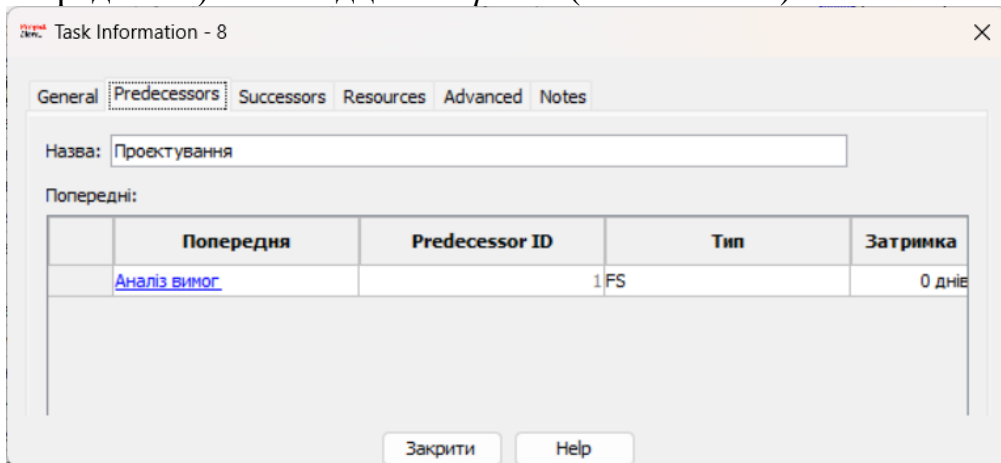 Task Information - 8
General Predecessors Successors Resources Advanced Notes
Назва: Проєктування
Попередні:
Попередня Predecessor ID Тип Затримка
Аналіз вимог 1 FS 0 днів
Закрити Help